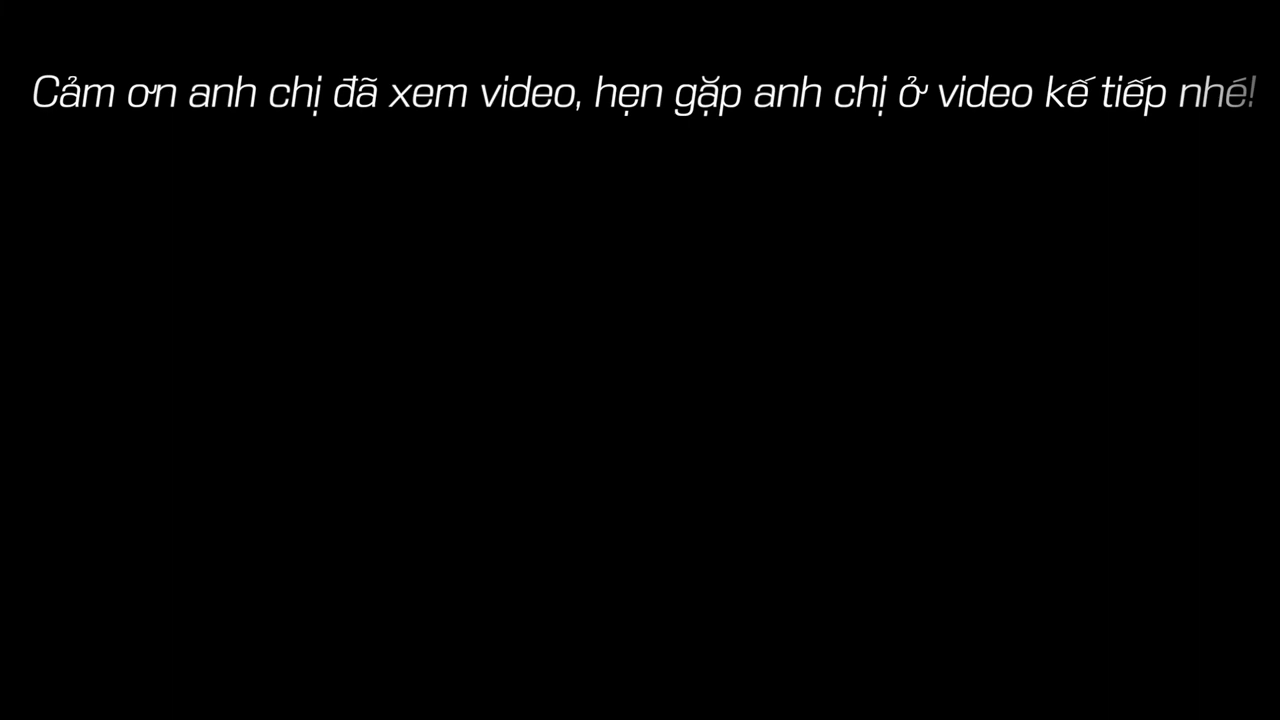 Cảm ơn anh chị đã xem video, hẹn gặp anh chị ở video kế tiếp nhé!